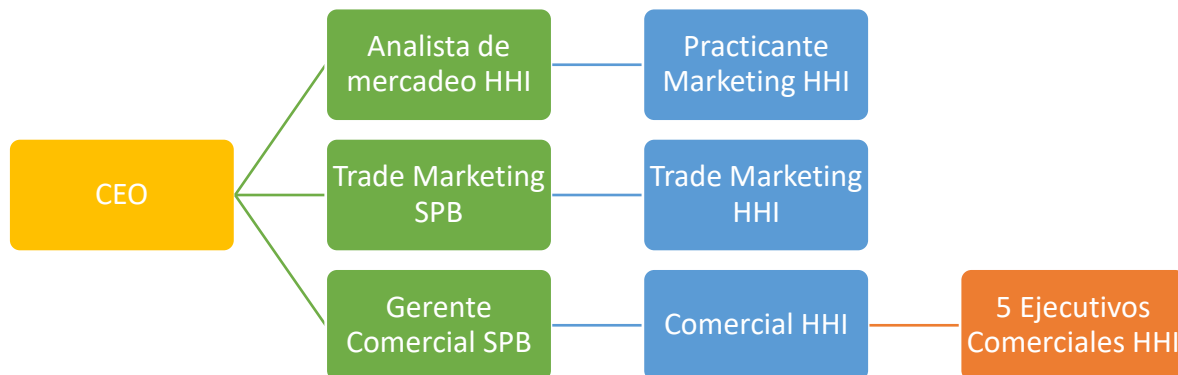 CEO
Analista de
mercadeo HHI
Practicante
Marketing HHI
Trade Marketing
SPB
Trade Marketing
HHI
Gerente
Comercial SPB
Comercial HHI
5 Ejecutivos
Comerciales HHI